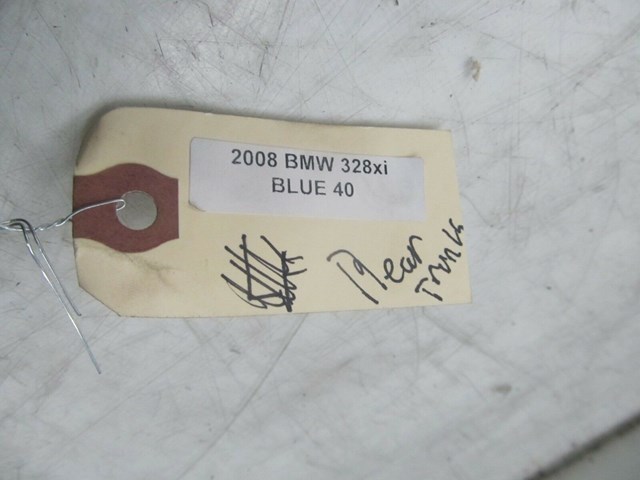 2008 BMW 328xi
BLUE 40
Rear
Trunk